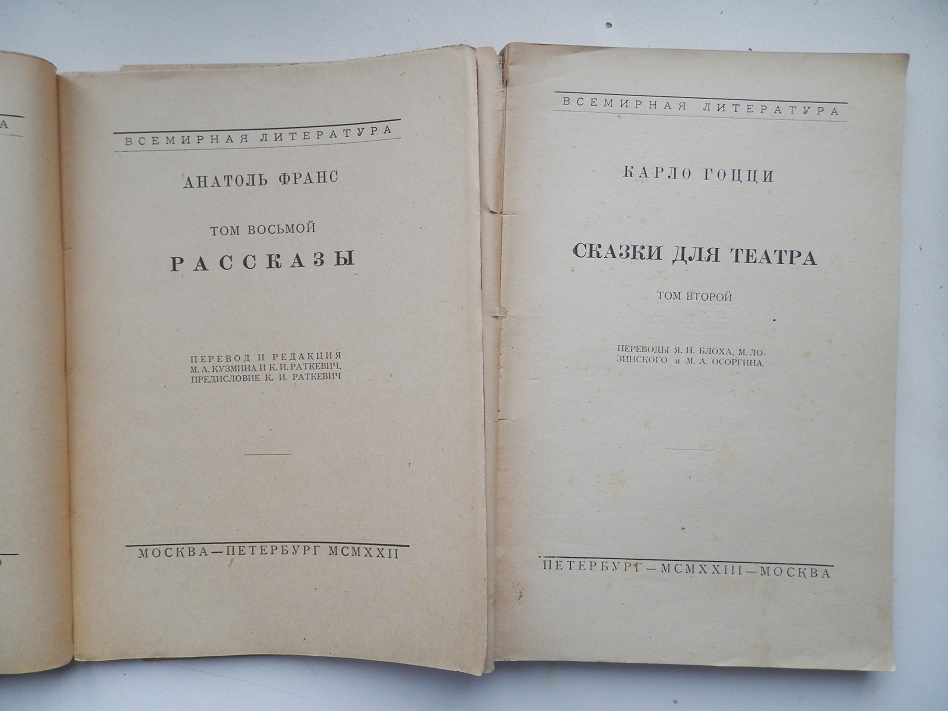 ВСЕМИРНАЯ ЛИТЕРАТУРА
АНАТОЛЬ ФРАНС
ТОМ ВОСЬМОЙ
РАССКАЗЫ
ПЕРЕВОД И РЕДАКЦИЯ
М. А. КУЗМИНА И К. И. РАТКЕВИЧ,
ПРЕДИСЛОВИЕ К. И. РАТКЕВИЧ
МОСКВА—ПЕТЕРБУРГ MCMXXII
ВСЕМИРНАЯ ЛИТЕРАТУРА
КАРЛО ГОЦЦИ
СКАЗКИ ДЛЯ ТЕАТРА
ТОМ ВТОРОЙ
ПЕРЕВОДЫ Я. Н. БЛОХА, М. ЛО-
ЗИНСКОГО и М. А. ОСОРГИНА.
ПЕТЕРБУРГ—MCMXXIII—МОСКВА